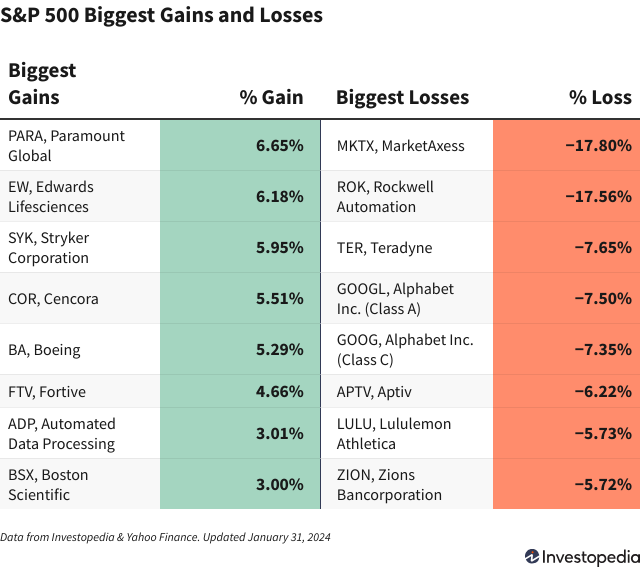 S&P 500 Biggest Gains and Losses
Biggest
Gains
% Gain
Biggest Losses
% Loss
PARA, Paramount
Global
6.65%
MKTX, MarketAxess
−17.80%
EW, Edwards
Lifesciences
6.18%
ROK, Rockwell
Automation
−17.56%
SYK, Stryker
Corporation
5.95%
TER, Teradyne
−7.65%
COR, Cencora
5.51%
GOOGL, Alphabet
Inc. (Class A)
−7.50%
BA, Boeing
5.29%
GOOG, Alphabet Inc.
(Class C)
−7.35%
FTV, Fortive
4.66%
APTV, Aptiv
−6.22%
ADP, Automated
Data Processing
3.01%
LULU, Lululemon
Athletica
−5.73%
BSX, Boston
Scientific
3.00%
ZION, Zions
Bancorporation
−5.72%
Data from Investopedia & Yahoo Finance. Updated January 31, 2024
Investopedia